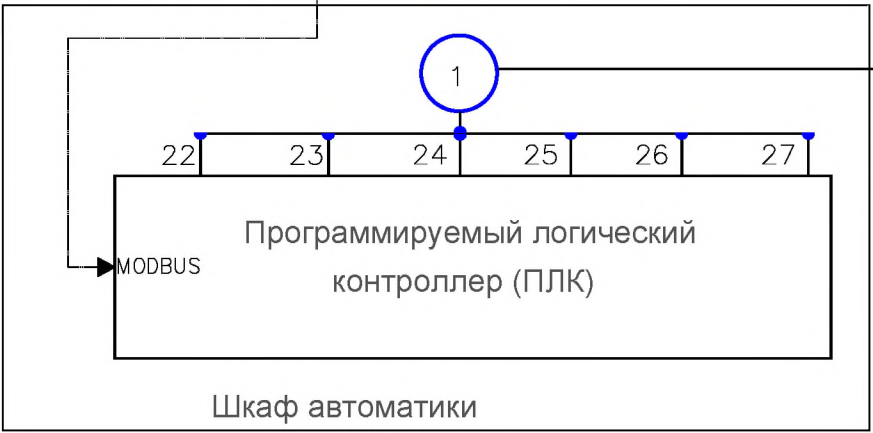 1
22 23 24 25 26 27
Программируемый логический
контроллер (ПЛК)
MODBUS
Шкаф автоматики